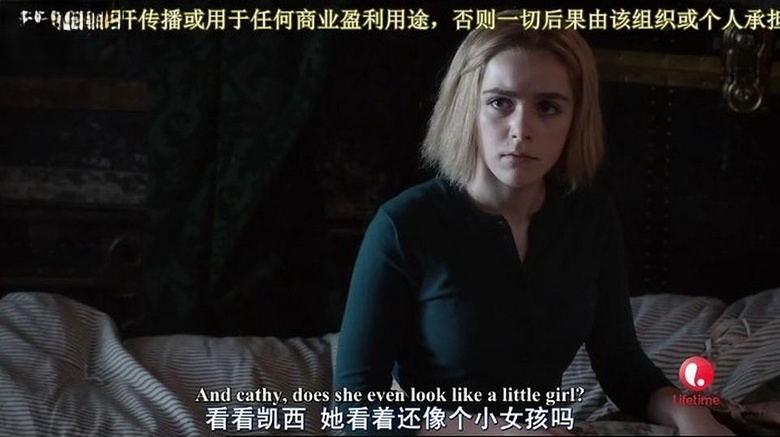 传播或用于任何商业盈利用途，否则一切后果由该组织或个人承担
And cathy, does she even look like a little girl?
看看凯西 她看着还像个小女孩吗
Lifetime